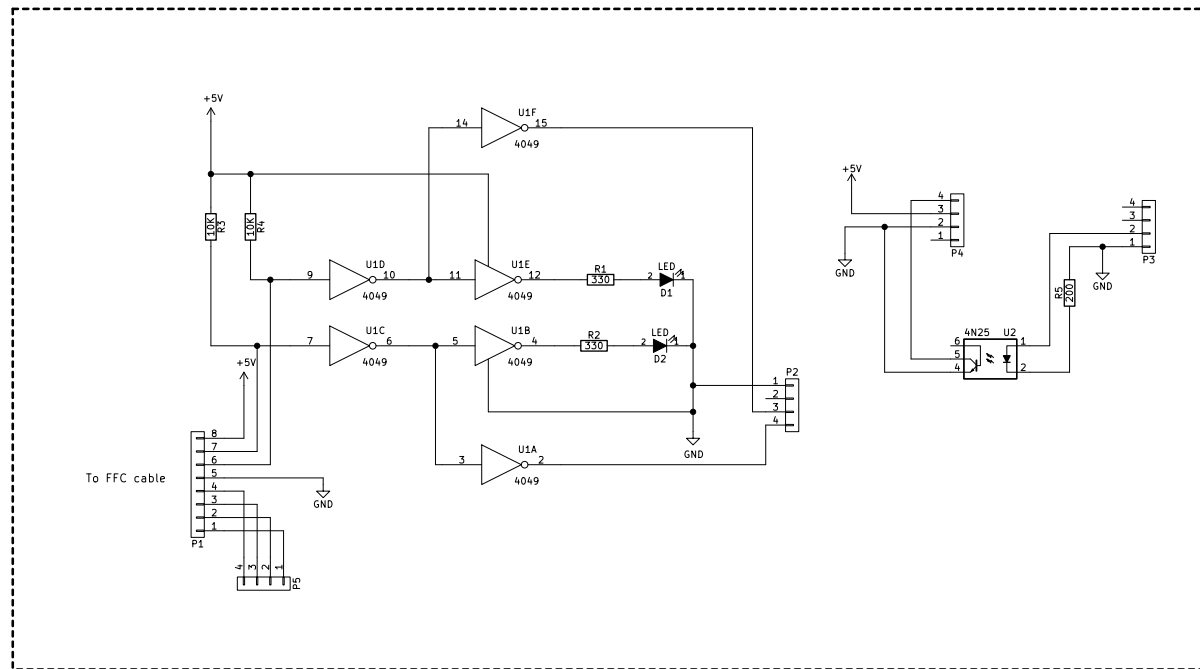 +5V
U1F
14
15
4049
+5V
4
3
2
1
P4
GND
4
3
2
1
P3
GND
10K
R3
10K
R4
9
U1D
10
4049
11
U1E
12
4049
R1
330
2
LED
1
D1
7
U1C
6
4049
5
U1B
4
4049
R2
330
2
LED
1
D2
R5
200
4N25
U2
6
5
4
1
2
+5V
P2
1
2
3
4
GND
3
U1A
2
4049
To FFC cable
8
7
6
5
4
3
2
1
P1
GND
4
3
2
1
P5